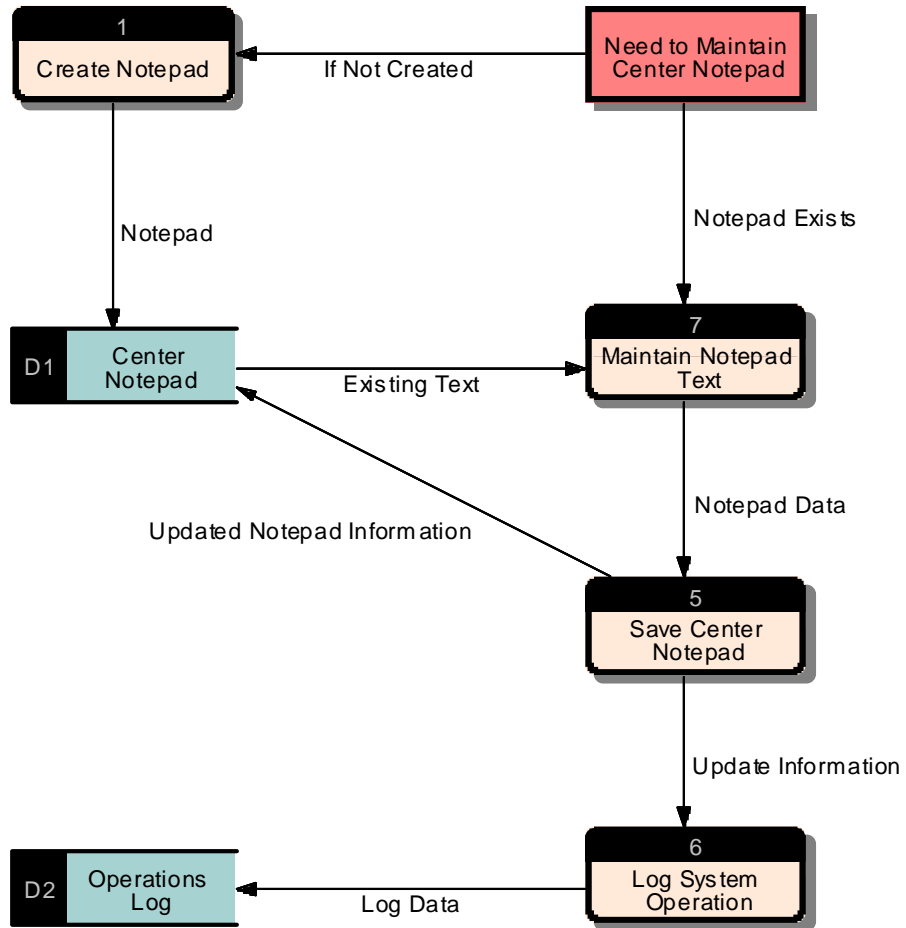 1
Create Notepad
If Not Created
Need to Maintain
Center Notepad
Notepad
Notepad Exists
D1
Center
Notepad
Existing Text
7
Maintain Notepad
Text
Updated Notepad Information
Notepad Data
5
Save Center
Notepad
Update Information
D2
Operations
Log
Log Data
6
Log System
Operation